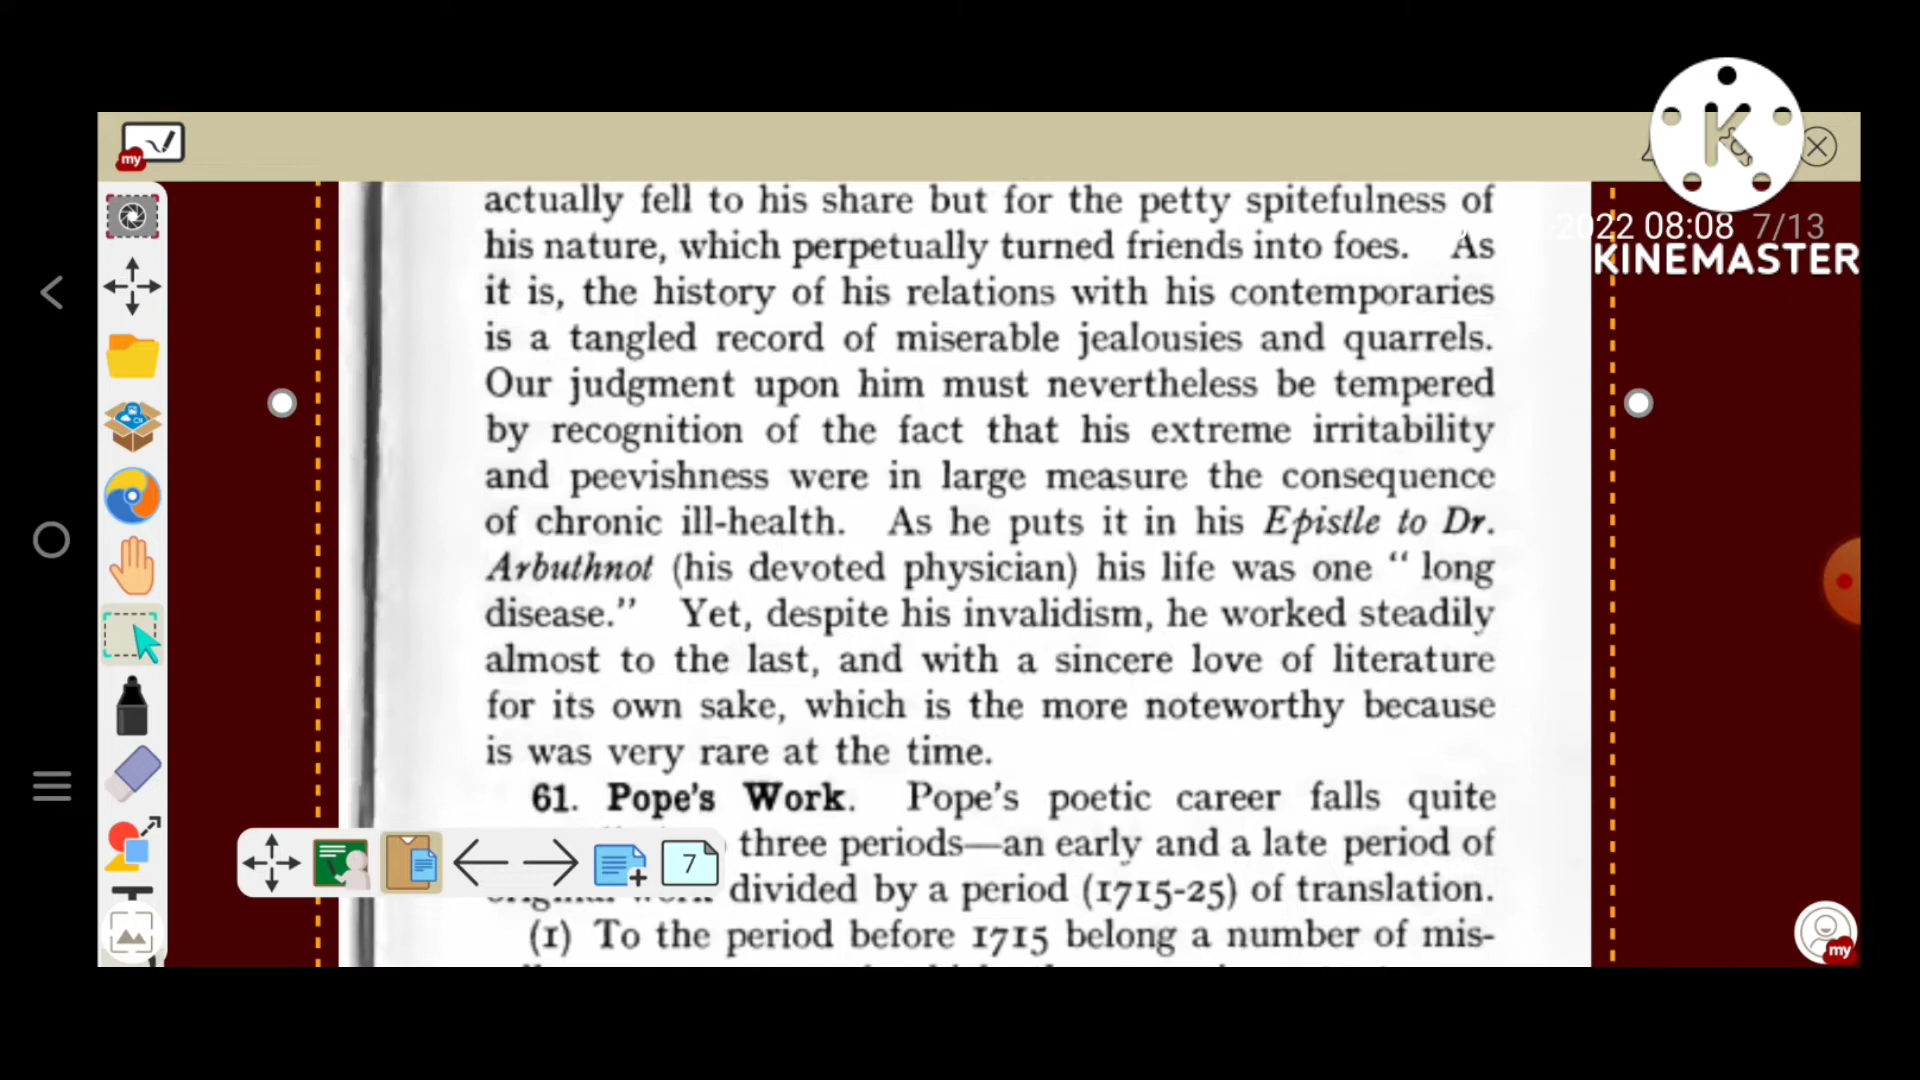 my
2022 08:08 7/13
KINEMASTER
actually fell to his share but for the petty spitefulness of
his nature, which perpetually turned friends into foes. As
it is, the history of his relations with his contemporaries
is a tangled record of miserable jealousies and quarrels.
Our judgment upon him must nevertheless be tempered
by recognition of the fact that his extreme irritability
and peevishness were in large measure the consequence
of chronic ill-health. As he puts it in his Epistle to Dr.
Arbuthnot (his devoted physician) his life was one “ long
disease.” Yet, despite his invalidism, he worked steadily
almost to the last, and with a sincere love of literature
for its own sake, which is the more noteworthy because
is was very rare at the time.
61. Pope's Work. Pope's poetic career falls quite
three periods—an early and a late period of
divided by a period (1715-25) of translation.
(1) To the period before 1715 belong a number of mis-
7
my